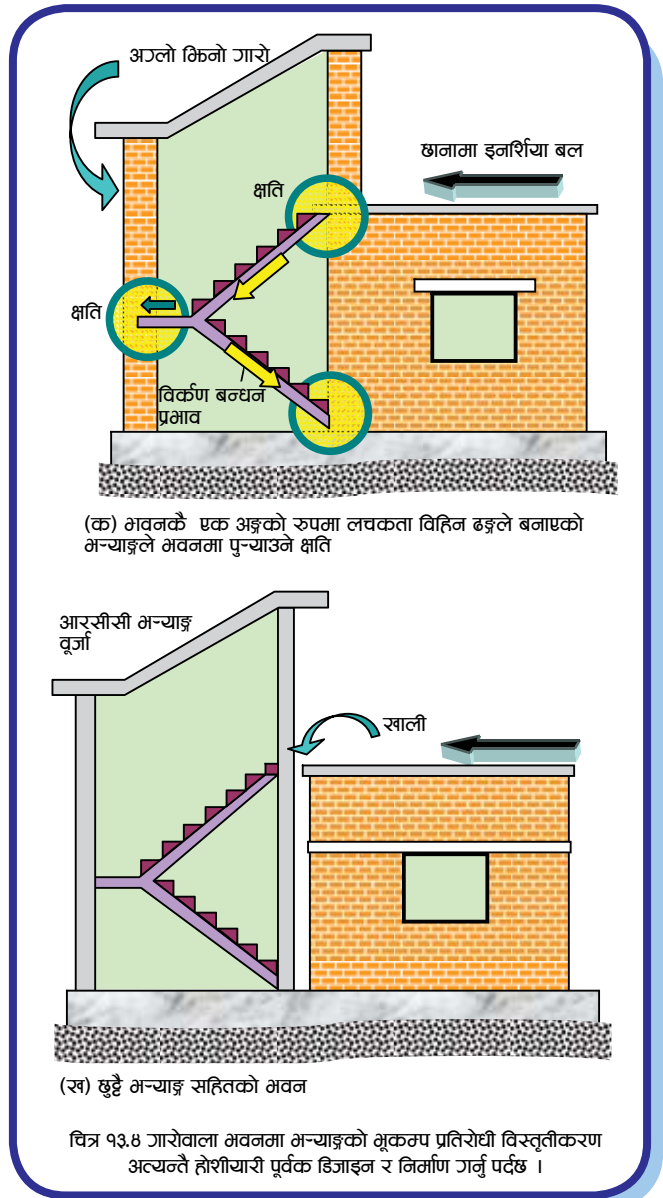 अग्लो झिनो गारो
छानामा इनर्शिया बल
क्षति
क्षति
विर्कण बन्धन
प्रभाव
(क) भवनकै एक अङ्गको रुपमा लचकता विहिन ढङ्गले बनाएको
भऱ्याङ्गले भवनमा पुऱ्याउने क्षति
आरसीसी भऱ्याङ्ग
वूर्जा
खाली
(ख) छुट्टै भऱ्याङ्ग सहितको भवन
चित्र १३.४ गारोवाला भवनमा भऱ्याङ्गको भूकम्प प्रतिरोधी विस्तृतीकरण
अत्यन्तै होशीयारी पूर्वक डिजाइन र निर्माण गर्नु पर्दछ ।